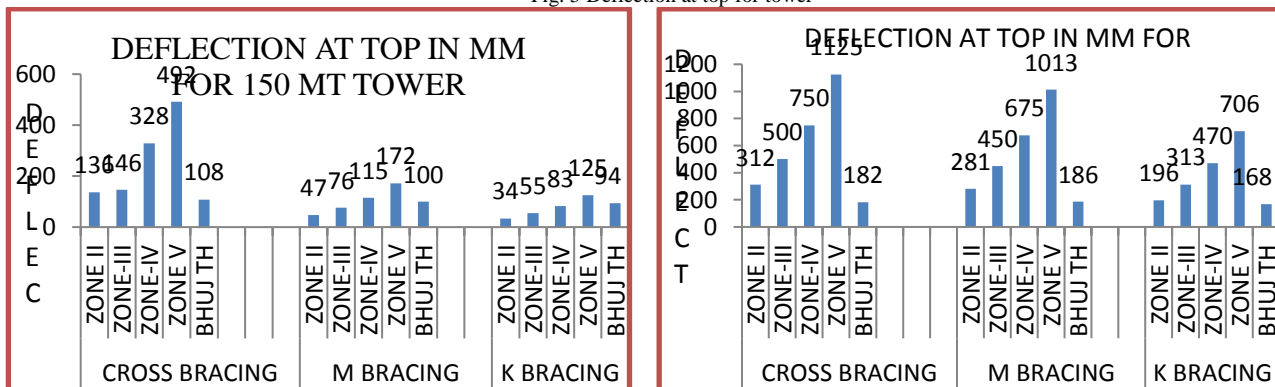 Fig. 3 Deflection at top for tower
DEFLECTION AT TOP IN MM
FOR 150 MT TOWER
D
E
F
L
E
C
600
400
200
0
136
146
328
492
108
47
76
115
172
100
34
55
83
125
94
ZONE II
ZONE-III
ZONE-IV
ZONE V
BHUJ TH
ZONE II
ZONE-III
ZONE-IV
ZONE V
BHUJ TH
ZONE II
ZONE-III
ZONE-IV
ZONE V
BHUJ TH
CROSS BRACING
M BRACING
K BRACING
DEFLECTION AT TOP IN MM FOR
D
E
F
L
E
C
T
1200
1000
800
600
400
200
0
312
500
750
1125
182
281
450
675
1013
186
196
313
470
706
168
ZONE II
ZONE-III
ZONE-IV
ZONE V
BHUJ TH
ZONE II
ZONE-III
ZONE-IV
ZONE V
BHUJ TH
ZONE II
ZONE-III
ZONE-IV
ZONE V
BHUJ TH
CROSS BRACING
M BRACING
K BRACING